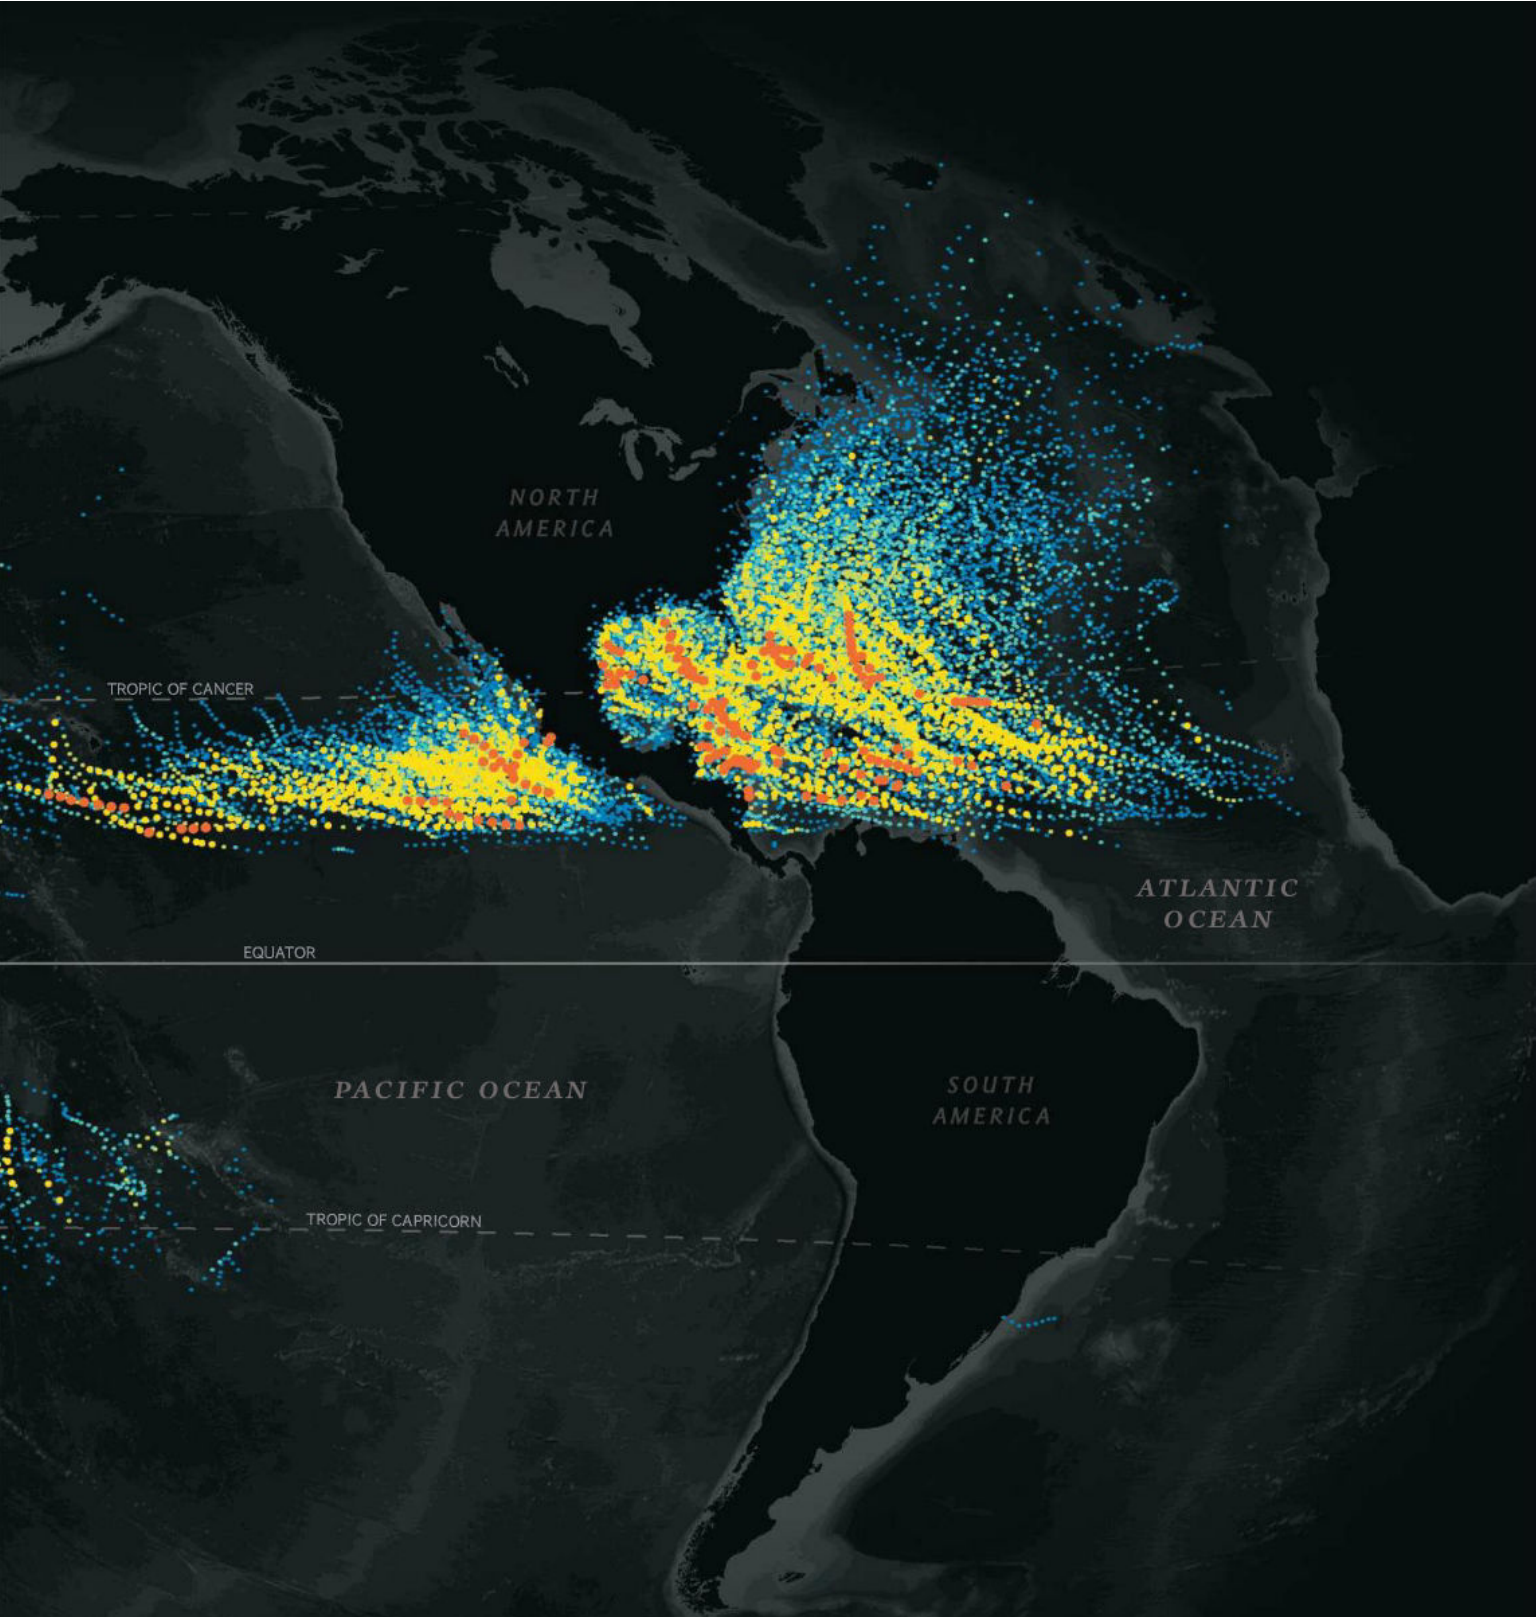 NORTH
AMERICA
TROPIC OF CANCER
ATLANTIC
OCEAN
EQUATOR
PACIFIC OCEAN
SOUTH
AMERICA
TROPIC OF CAPRICORN